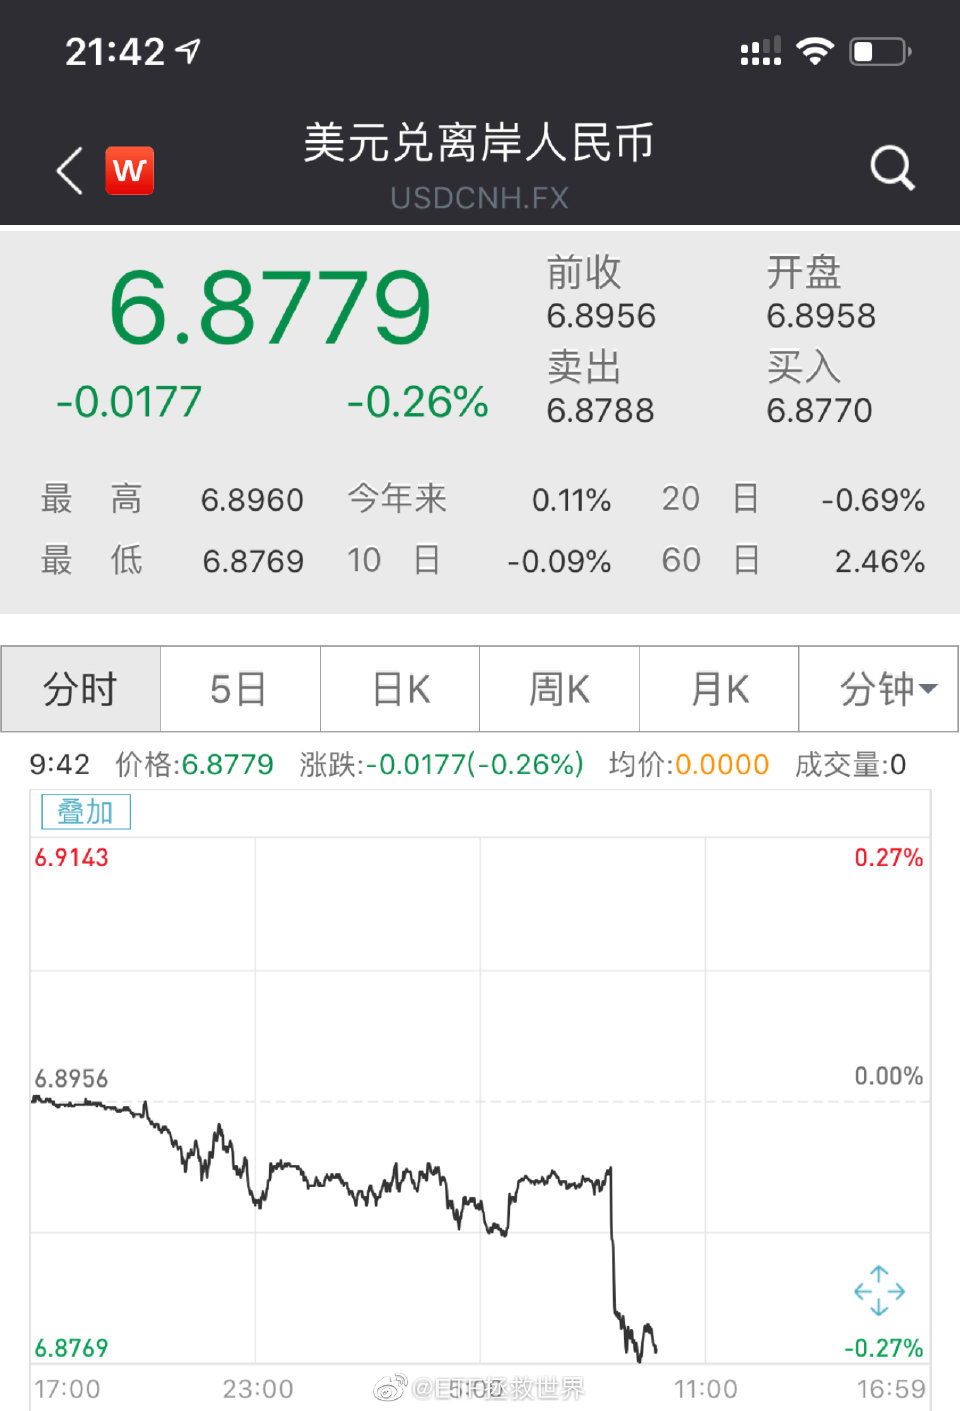 21:42
W 美元兑离岸人民币
USDCNH.FX
6.8779 前收 开盘
6.8956 6.8958
-0.0177 -0.26% 卖出 买入
6.8788 6.8770
最高 6.8960 今年来 0.11% 20日 -0.69%
最低 6.8769 10日 -0.09% 60日 2.46%
分时 5日 日K 周K 月K 分钟
9:42 价格:6.8779 涨跌:-0.0177(-0.26%) 均价:0.0000 成交量:0
叠加
6.9143 0.27%
6.8956 0.00%
6.8769 -0.27%
17:00 23:00 5:00 11:00 16:59
拯救世界